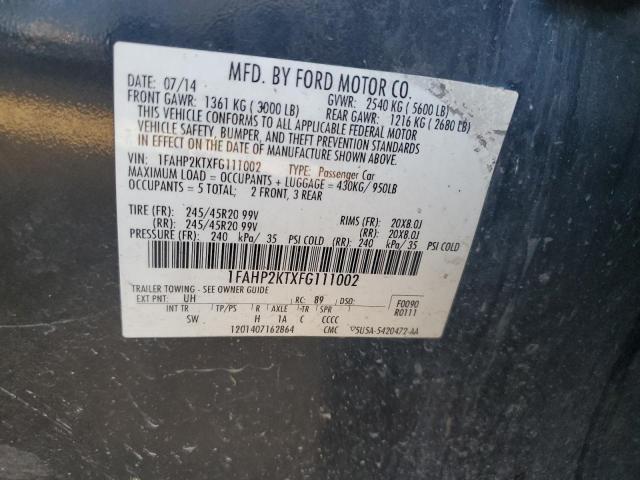 MFD. BY FORD MOTOR CO.
DATE: 07/14 GVWR: 2540 KG ( 5600 LB)
FRONT GAWR: 1361 KG ( 3000 LB) REAR GAWR: 1216 KG ( 2680 LB)
THIS VEHICLE CONFORMS TO ALL APPLICABLE FEDERAL MOTOR
VEHICLE SAFETY, BUMPER, AND THEFT PREVENTION STANDARDS
IN EFFECT ON THE DATE OF MANUFACTURE SHOWN ABOVE.
VIN: 1FAHP2KTXFG111002 TYPE: Passenger Car
MAXIMUM LOAD = OCCUPANTS + LUGGAGE = 430KG/950LB
OCCUPANTS = 5 TOTAL; 2 FRONT, 3 REAR
TIRE (FR): 245/45R20 99V RIMS (FR): 20X8.0J
(RR): 245/45R20 99V (RR): 20X8.0J
PRESSURE (FR): 240 kPa/ 35 PSI COLD (RR): 240 kPa/ 35 PSI COLD
1FAHP2KTXFG111002
TRAILER TOWING - SEE OWNER GUIDE
EXT PNT: UH RC: 89 DSO: F0090
INT TR TP/PS R AXLE TR SPR R0111
SW H 1A C CCCC
1201407162864 CMC 5U5A-5420472-AA